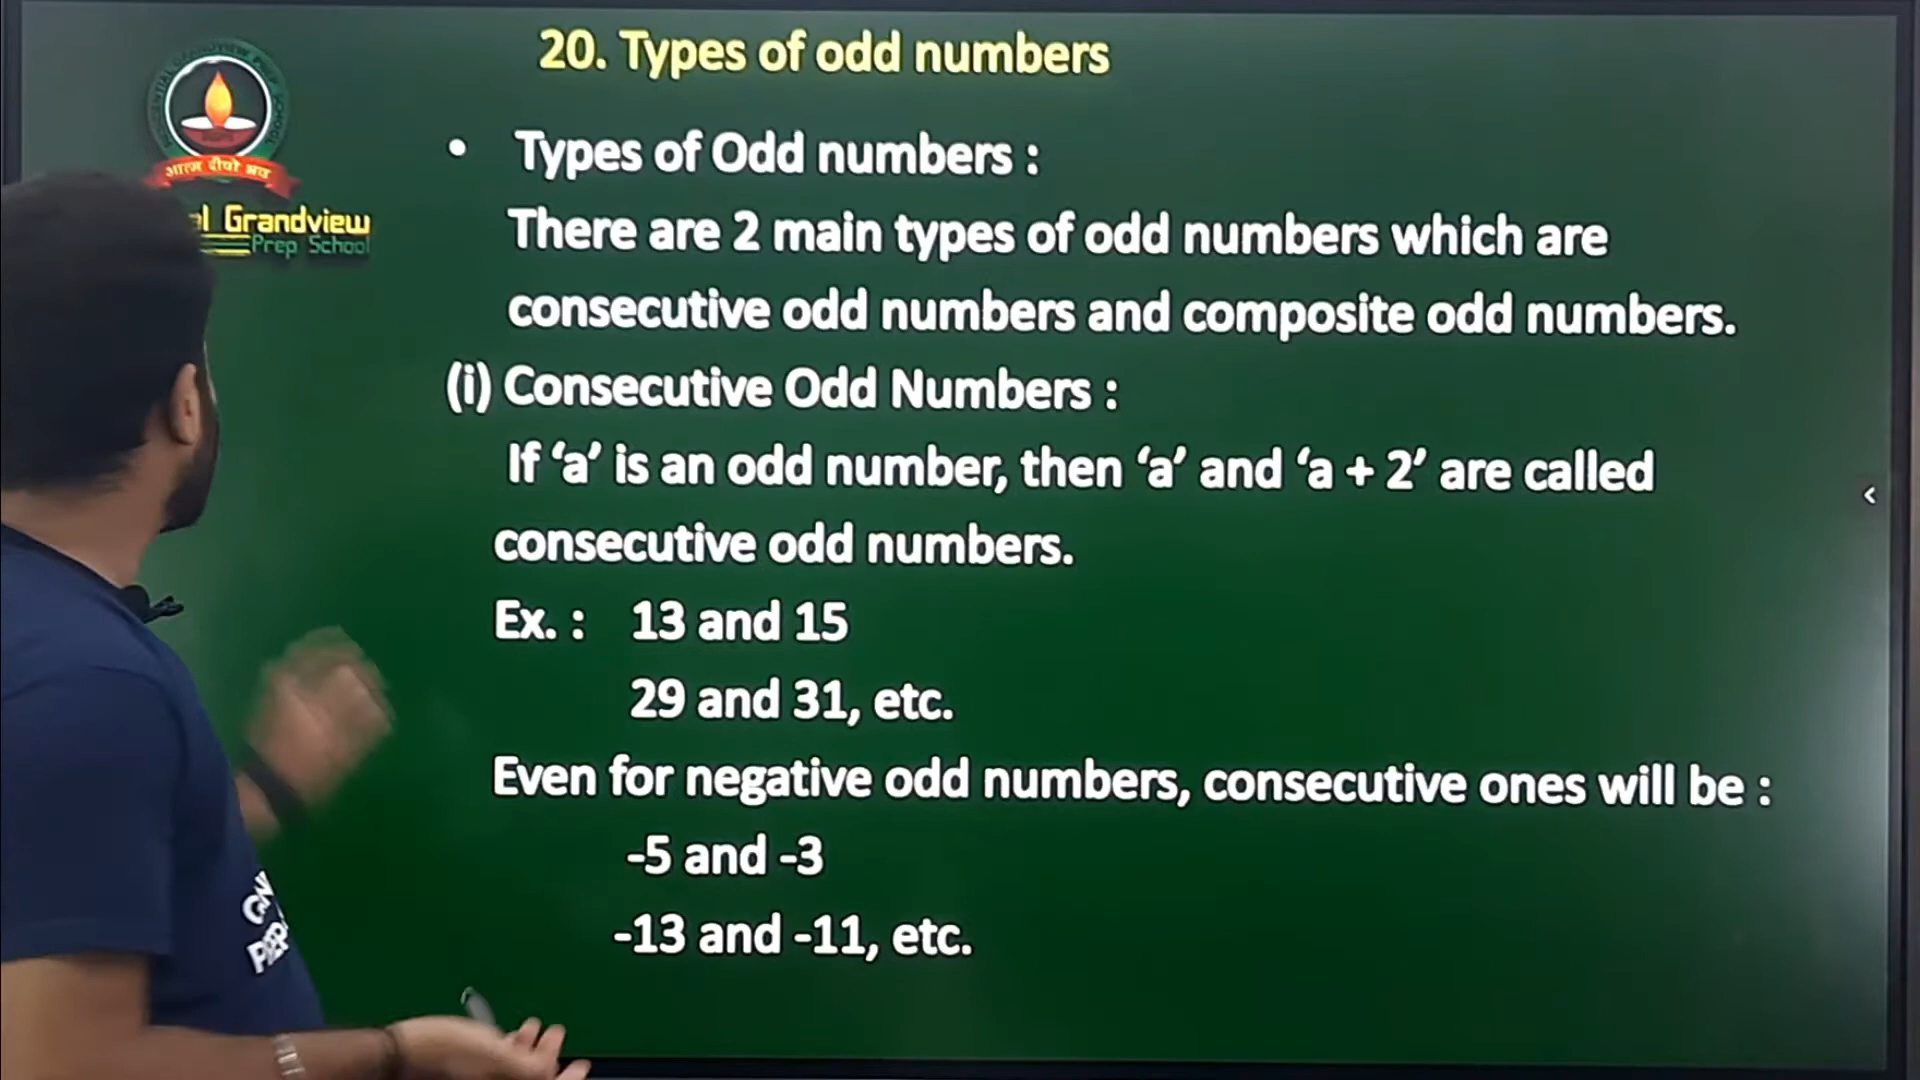 20. Types of odd numbers
आत्म दीपो भव
Grandview
Prep School
• Types of Odd numbers :
There are 2 main types of odd numbers which are
consecutive odd numbers and composite odd numbers.
(i) Consecutive Odd Numbers :
If ‘a’ is an odd number, then ‘a’ and ‘a + 2’ are called
consecutive odd numbers.
Ex. : 13 and 15
29 and 31, etc.
Even for negative odd numbers, consecutive ones will be :
-5 and -3
-13 and -11, etc.